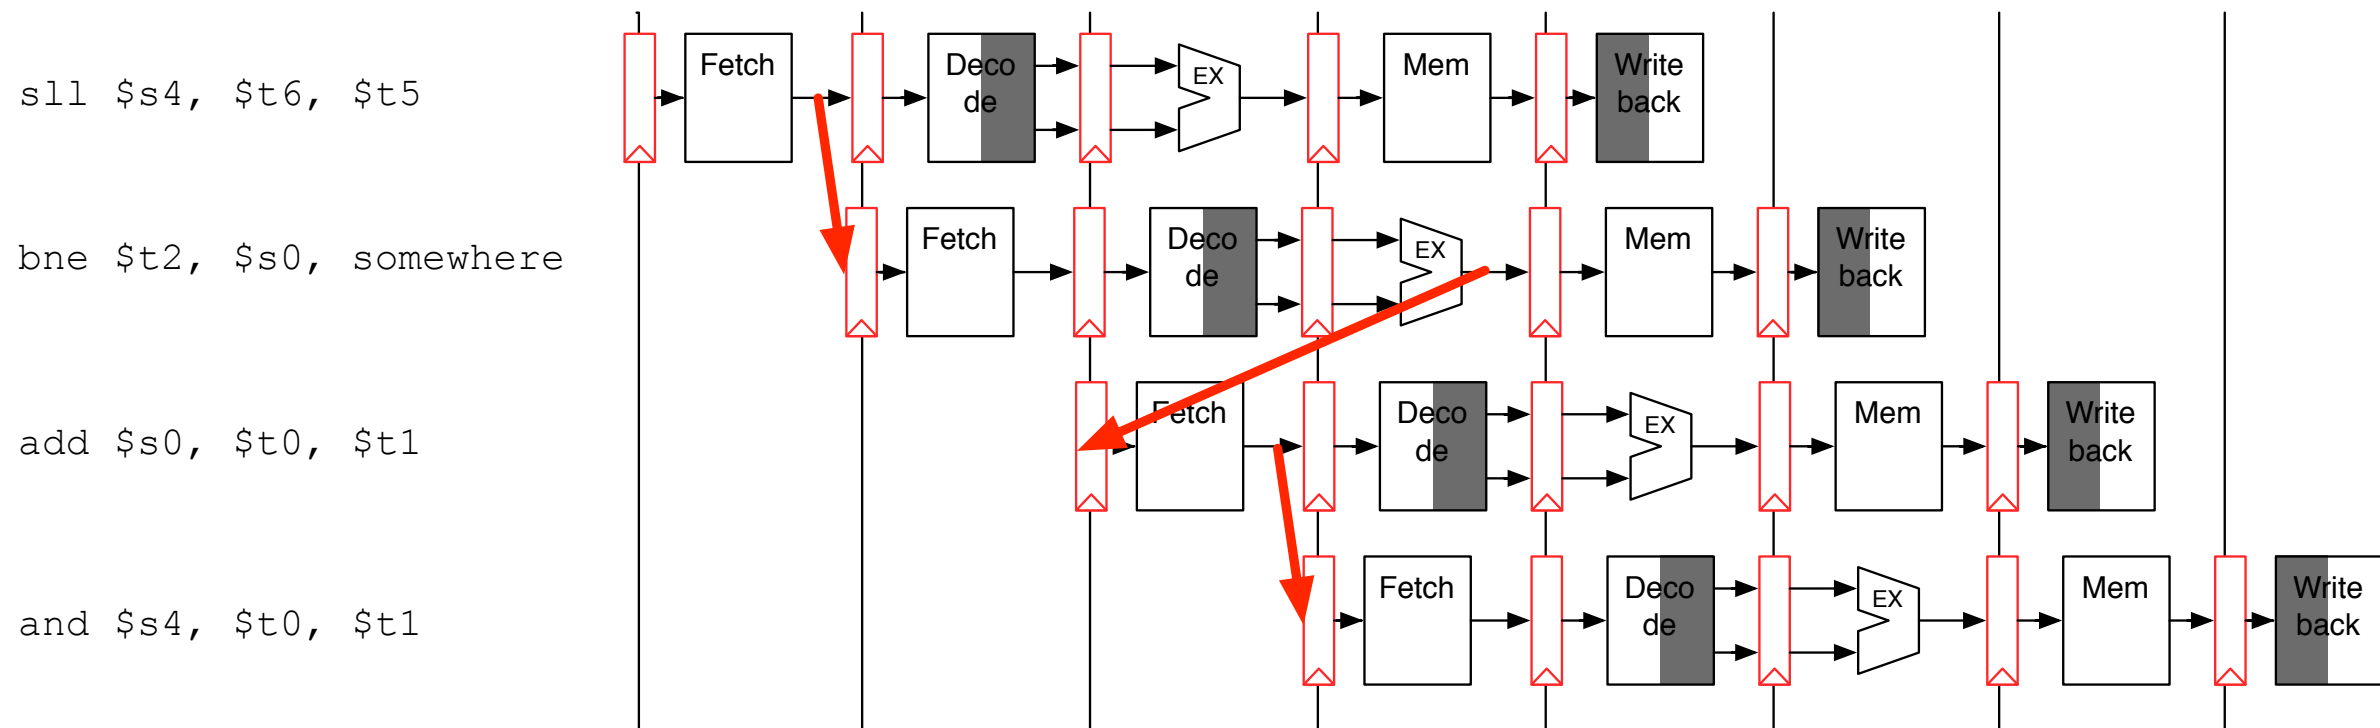 sll $s4, $t6, $t5
Fetch
Deco
de
EX
Mem
Write
back
bne $t2, $s0, somewhere
Fetch
Deco
de
EX
Mem
Write
back
add $s0, $t0, $t1
Fetch
Deco
de
EX
Mem
Write
back
and $s4, $t0, $t1
Fetch
Deco
de
EX
Mem
Write
back